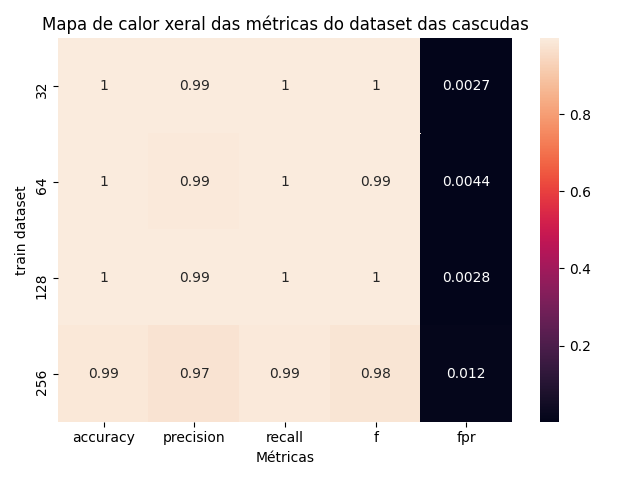 Mapa de calor xeral das métricas do dataset das cascudas
32 1 0.99 1 1 0.0027
64 1 0.99 1 0.99 0.0044
128 1 0.99 1 1 0.0028
256 0.99 0.97 0.99 0.98 0.012
train dataset
accuracy precision recall f fpr
Métricas
0.8
0.6
0.4
0.2